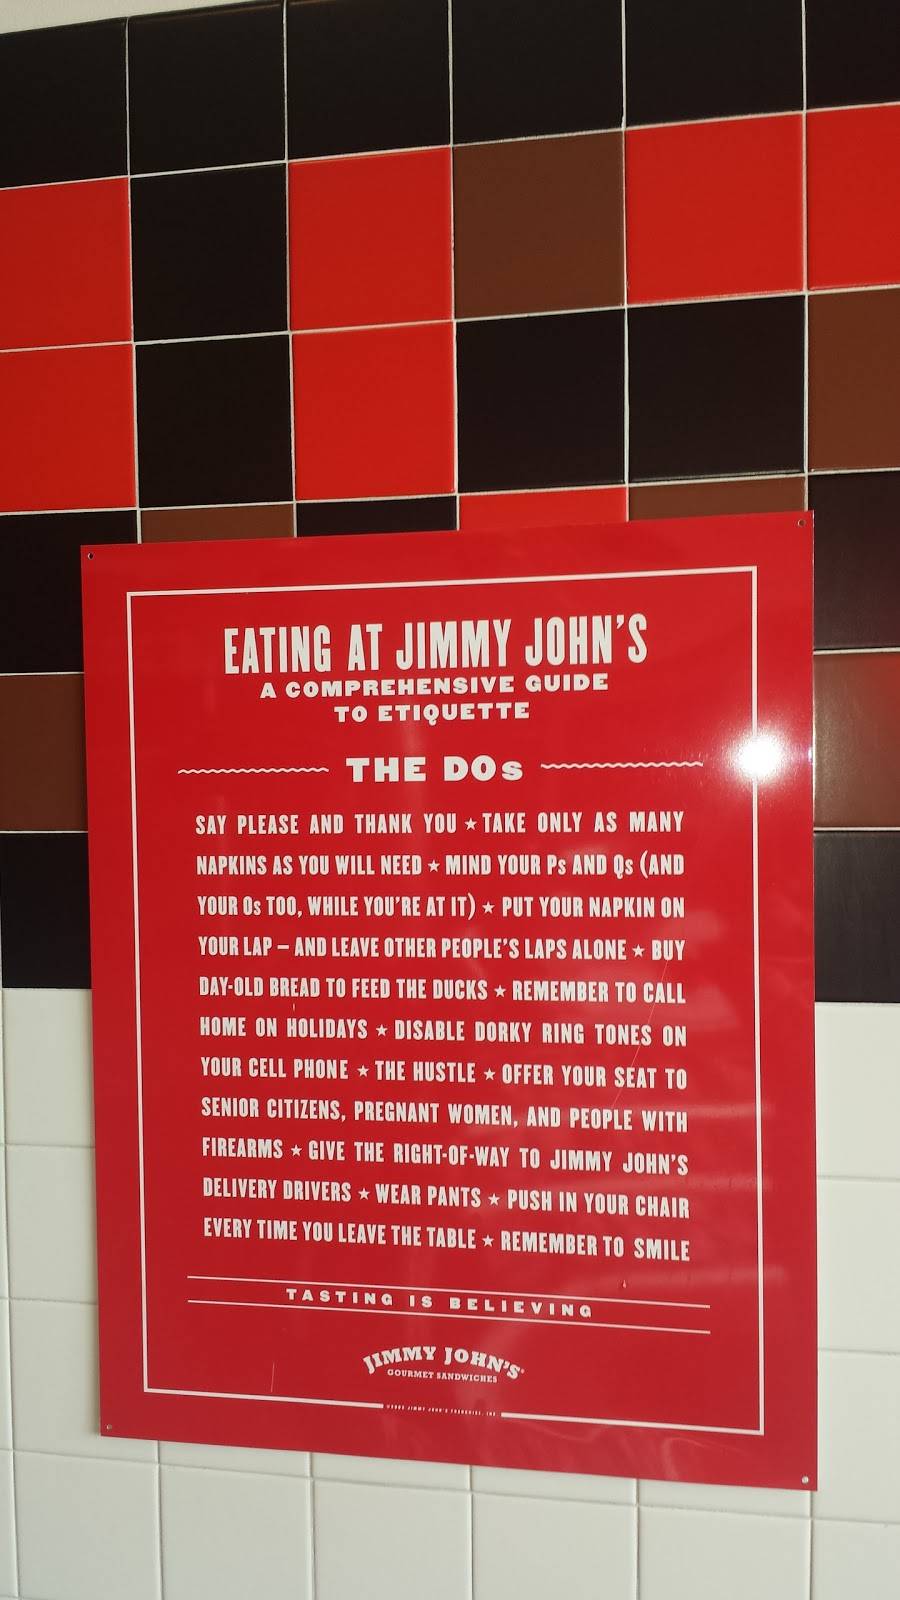 EATING AT JIMMY JOHN'S
A COMPREHENSIVE GUIDE
TO ETIQUETTE
THE DOs
SAY PLEASE AND THANK YOU ★ TAKE ONLY AS MANY
NAPKINS AS YOU WILL NEED ★ MIND YOUR Ps AND Qs (AND
YOUR Os TOO, WHILE YOU'RE AT IT) ★ PUT YOUR NAPKIN ON
YOUR LAP – AND LEAVE OTHER PEOPLE'S LAPS ALONE ★ BUY
DAY-OLD BREAD TO FEED THE DUCKS ★ REMEMBER TO CALL
HOME ON HOLIDAYS ★ DISABLE DORKY RING TONES ON
YOUR CELL PHONE ★ THE HUSTLE ★ OFFER YOUR SEAT TO
SENIOR CITIZENS, PREGNANT WOMEN, AND PEOPLE WITH
FIREARMS ★ GIVE THE RIGHT-OF-WAY TO JIMMY JOHN'S
DELIVERY DRIVERS ★ WEAR PANTS ★ PUSH IN YOUR CHAIR
EVERY TIME YOU LEAVE THE TABLE ★ REMEMBER TO SMILE
TASTING IS BELIEVING
JIMMY JOHN'S®
GOURMET SANDWICHES
JIMMY JOHN'S FRANCHISE, INC.